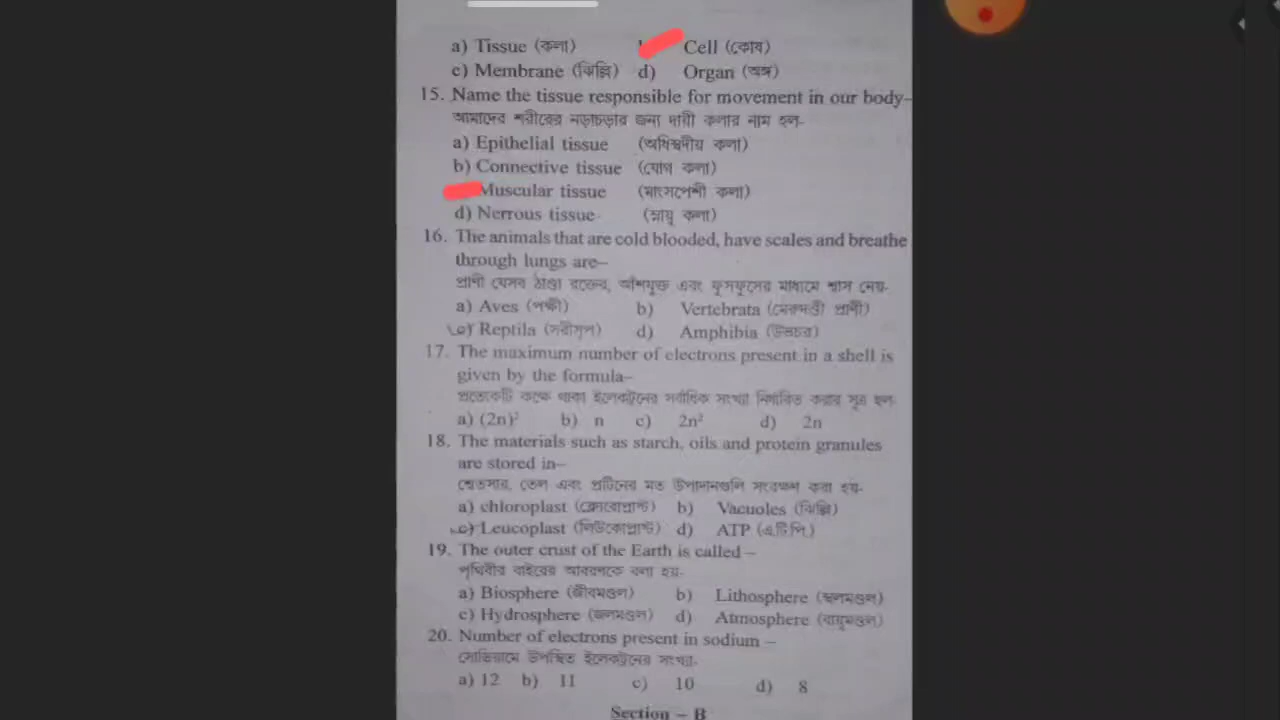 a) Tissue (কলা) Cell (কোষ)
c) Membrane (ঝিল্লি) d) Organ (অঙ্গ)
15. Name the tissue responsible for movement in our body–
আমাদের শরীরের নড়াচড়ার জন্য দায়ী কলার নাম হল-
a) Epithelial tissue (অধিস্বদীয় কলা)
b) Connective tissue (যোগ কলা)
Muscular tissue (মাংসপেশী কলা)
d) Nerrous tissue (স্নায়ু কলা)
16. The animals that are cold blooded, have scales and breathe
through lungs are–
প্রাণী যেসব ঠাণ্ডা রক্তের, আঁশযুক্ত এবং ফুসফুসের মাধ্যমে শ্বাস নেয়-
a) Aves (পক্ষী) b) Vertebrata (মেরুদণ্ডী প্রাণী)
c) Reptila (সরীসৃপ) d) Amphibia (উভচর)
17. The maximum number of electrons present in a shell is
given by the formula–
প্রত্যেকটি কক্ষে থাকা ইলেকট্রনের সর্বাধিক সংখ্যা নির্ধারিত করার সূত্র হল-
a) (2n)² b) n c) 2n² d) 2n
18. The materials such as starch, oils and protein granules
are stored in–
শ্বেতসার, তেল এবং প্রটিনের মত উপাদানগুলি সংরক্ষণ করা হয়-
a) chloroplast (ক্লোরোপ্লাস্ট) b) Vacuoles (ঝিল্লি)
c) Leucoplast (লিউকোপ্লাস্ট) d) ATP (এ.টি.পি.)
19. The outer crust of the Earth is called –
পৃথিবীর বাইরের আবরণকে বলা হয়-
a) Biosphere (জীবমণ্ডল) b) Lithosphere (স্থলমণ্ডল)
c) Hydrosphere (জলমণ্ডল) d) Atmosphere (বায়ুমণ্ডল)
20. Number of electrons present in sodium –
সোডিয়ামে উপস্থিত ইলেকট্রনের সংখ্যা-
a) 12 b) 11 c) 10 d) 8
Section – B